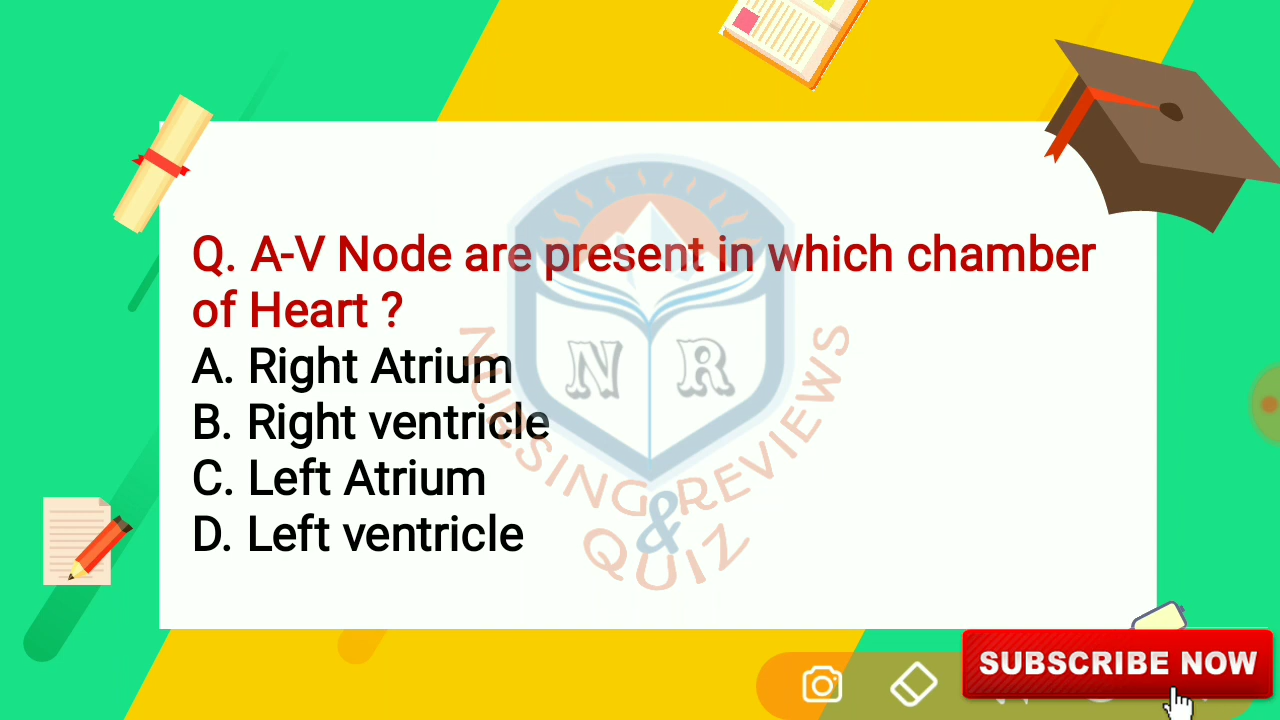 Q. A-V Node are present in which chamber
of Heart ?
A. Right Atrium
B. Right ventricle
C. Left Atrium
D. Left ventricle
N R
NURSING REVIEWS
&
QUIZ
SUBSCRIBE NOW